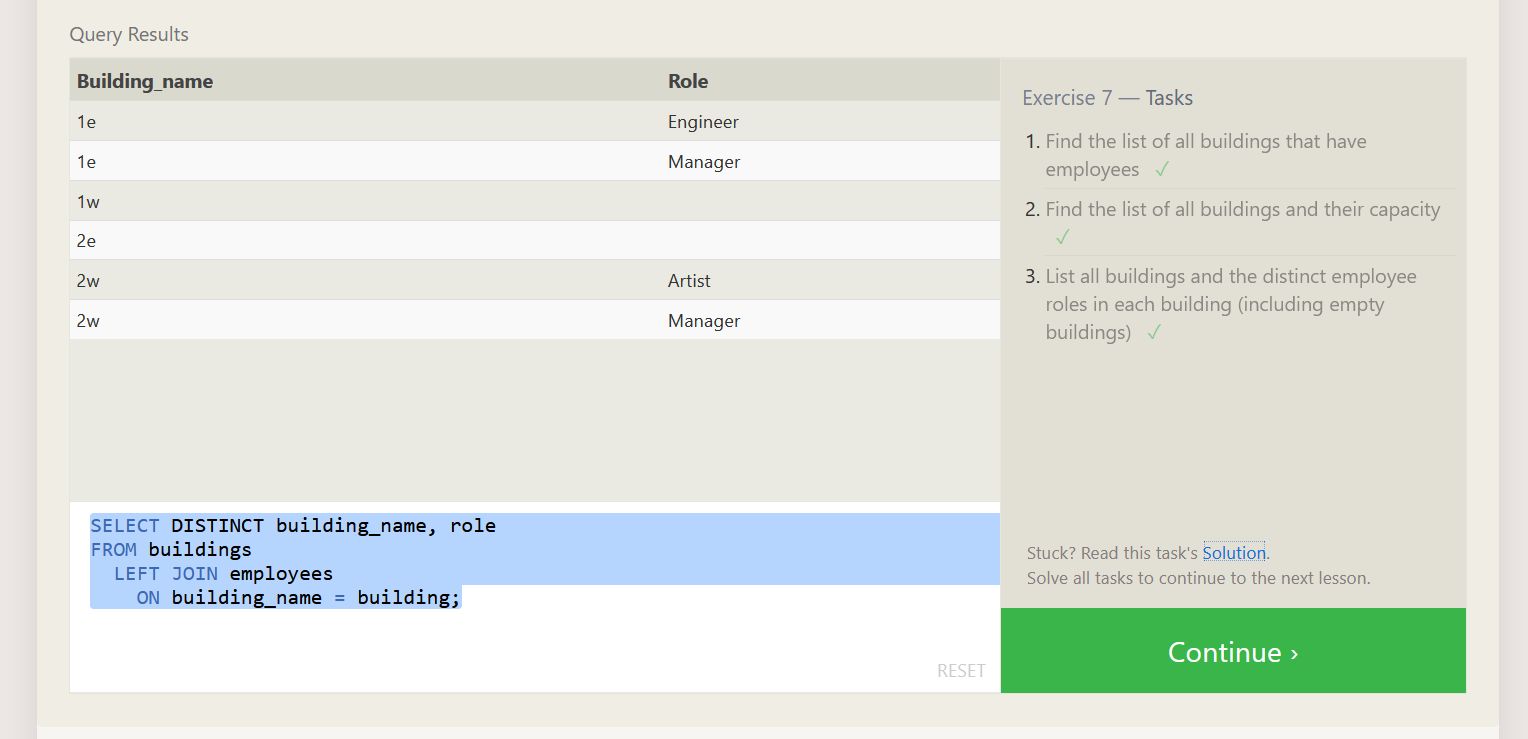 Query Results
Building_name Role
1e Engineer
1e Manager
1w
2e
2w Artist
2w Manager
SELECT DISTINCT building_name, role
FROM buildings
LEFT JOIN employees
ON building_name = building;
RESET
Exercise 7 — Tasks
1. Find the list of all buildings that have
employees ✓
2. Find the list of all buildings and their capacity
✓
3. List all buildings and the distinct employee
roles in each building (including empty
buildings) ✓
Stuck? Read this task's Solution.
Solve all tasks to continue to the next lesson.
Continue ›